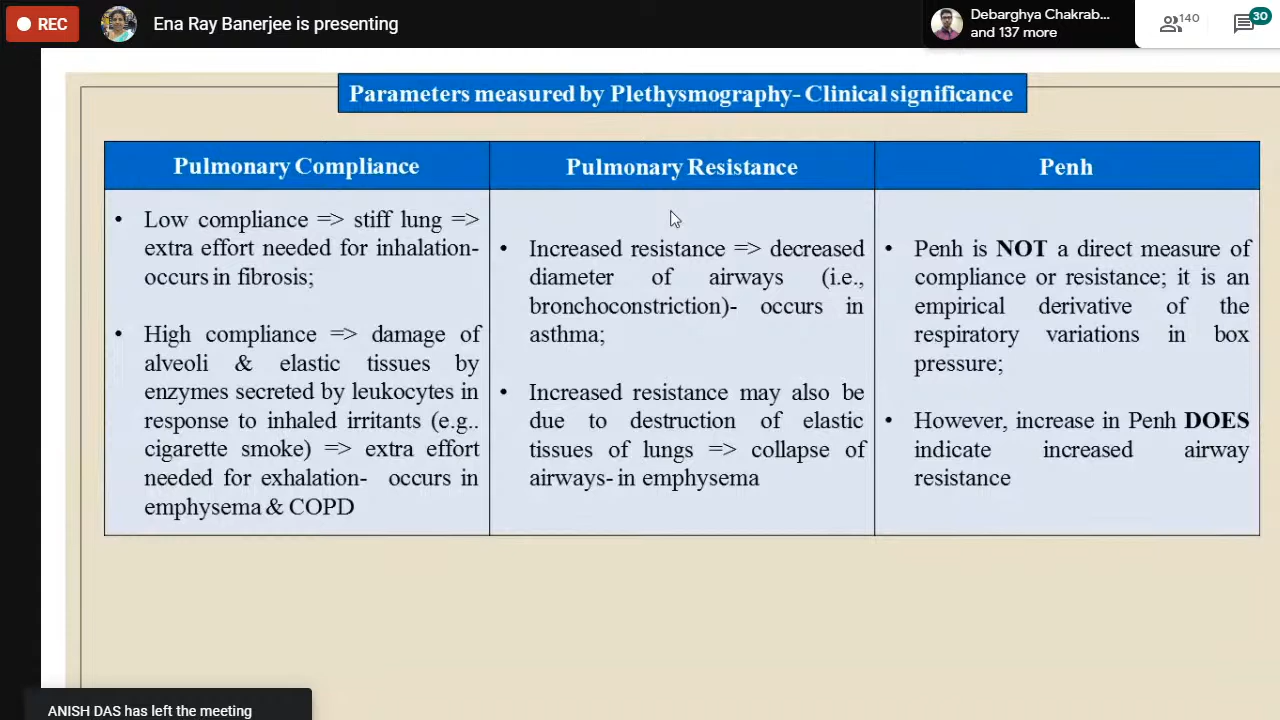 REC
Ena Ray Banerjee is presenting
Debarghya Chakrab...
and 137 more
140
30
Parameters measured by Plethysmography- Clinical significance
Pulmonary Compliance
• Low compliance => stiff lung =>
extra effort needed for inhalation-
occurs in fibrosis;
• High compliance => damage of
alveoli & elastic tissues by
enzymes secreted by leukocytes in
response to inhaled irritants (e.g..
cigarette smoke) => extra effort
needed for exhalation- occurs in
emphysema & COPD
Pulmonary Resistance
• Increased resistance => decreased
diameter of airways (i.e.,
bronchoconstriction)- occurs in
asthma;
• Increased resistance may also be
due to destruction of elastic
tissues of lungs => collapse of
airways- in emphysema
Penh
• Penh is NOT a direct measure of
compliance or resistance; it is an
empirical derivative of the
respiratory variations in box
pressure;
• However, increase in Penh DOES
indicate increased airway
resistance
ANISH DAS has left the meeting